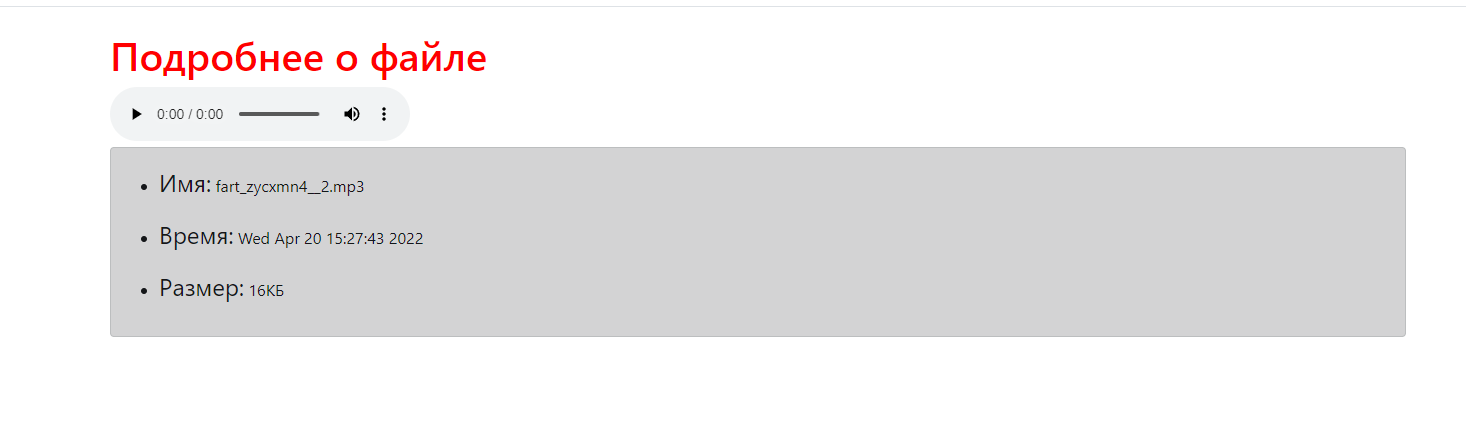 Подробнее о файле
0:00 / 0:00
Имя: fart_zycxmn4__2.mp3
Время: Wed Apr 20 15:27:43 2022
Размер: 16КБ